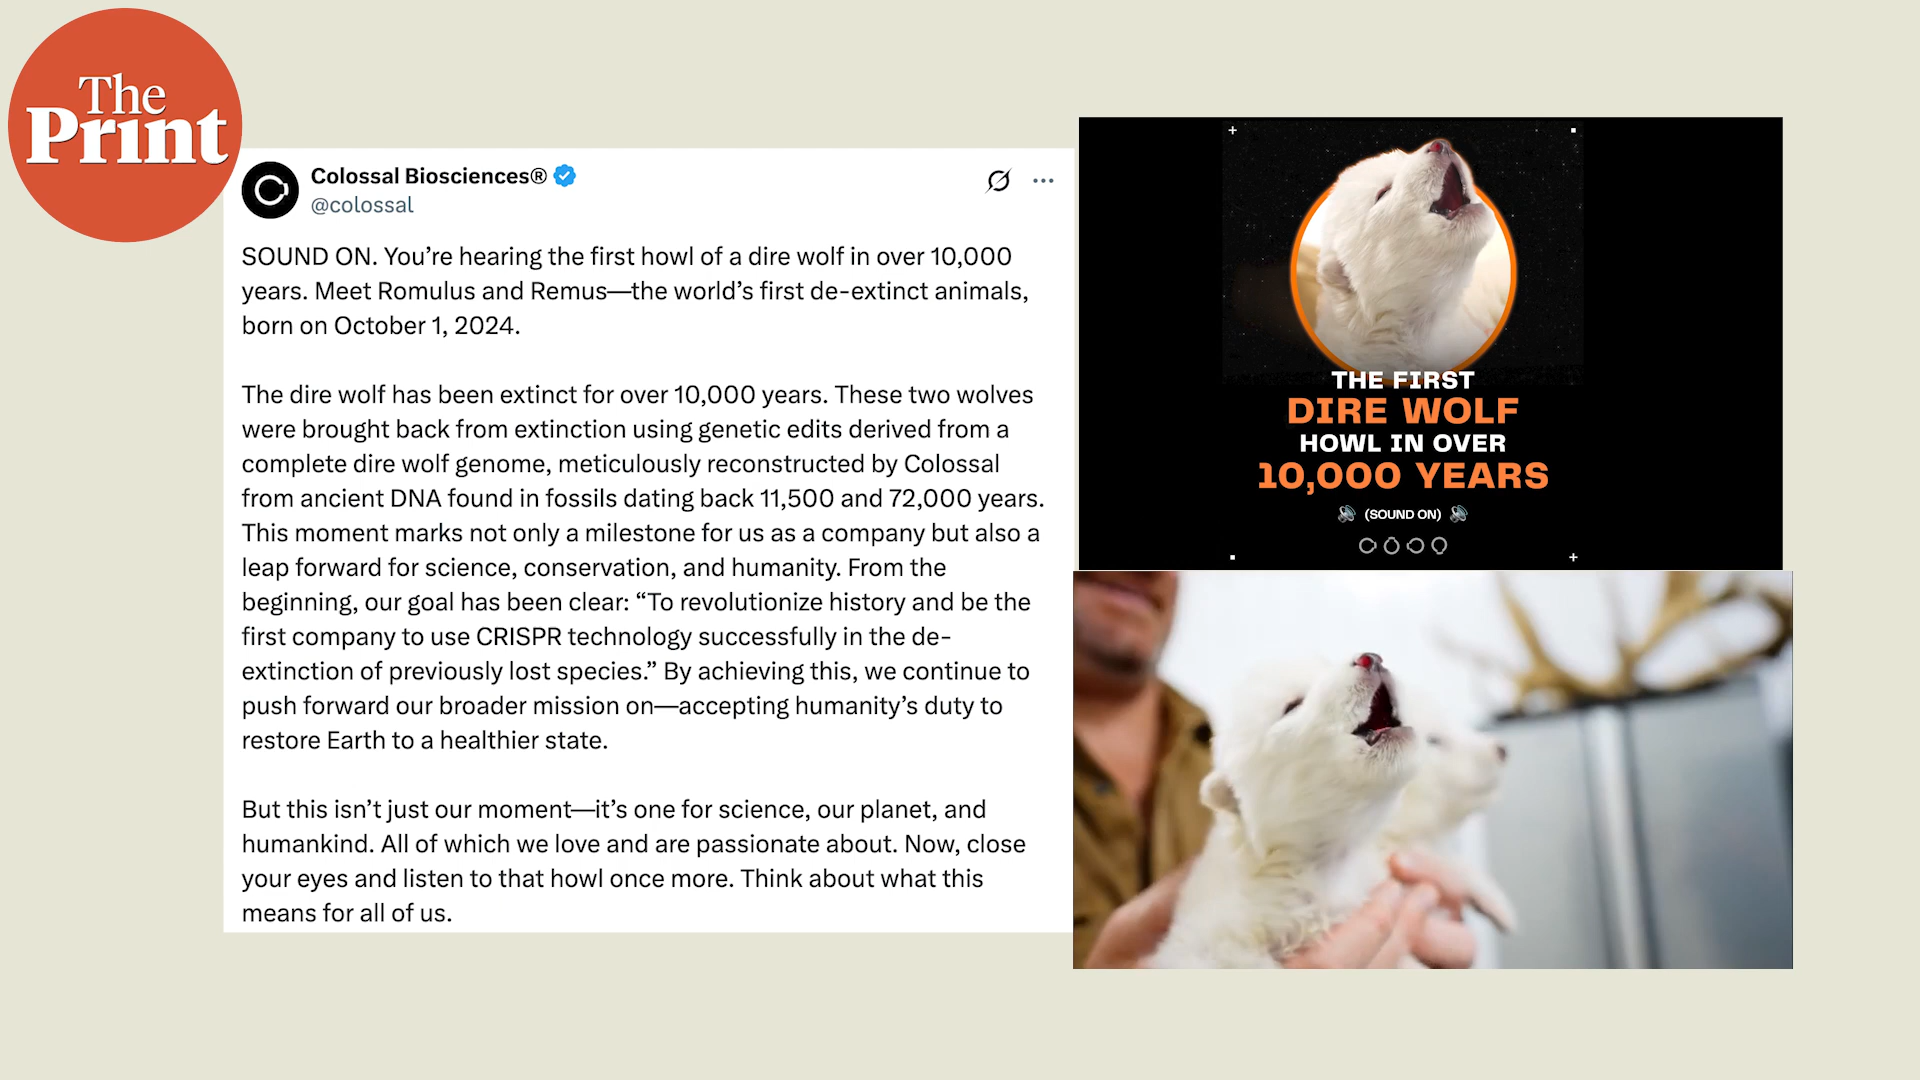 The
Print
Colossal Biosciences®
@colossal
SOUND ON. You’re hearing the first howl of a dire wolf in over 10,000
years. Meet Romulus and Remus—the world’s first de-extinct animals,
born on October 1, 2024.
The dire wolf has been extinct for over 10,000 years. These two wolves
were brought back from extinction using genetic edits derived from a
complete dire wolf genome, meticulously reconstructed by Colossal
from ancient DNA found in fossils dating back 11,500 and 72,000 years.
This moment marks not only a milestone for us as a company but also a
leap forward for science, conservation, and humanity. From the
beginning, our goal has been clear: “To revolutionize history and be the
first company to use CRISPR technology successfully in the de-
extinction of previously lost species.” By achieving this, we continue to
push forward our broader mission on—accepting humanity’s duty to
restore Earth to a healthier state.
But this isn’t just our moment—it’s one for science, our planet, and
humankind. All of which we love and are passionate about. Now, close
your eyes and listen to that howl once more. Think about what this
means for all of us.
THE FIRST
DIRE WOLF
HOWL IN OVER
10,000 YEARS
(SOUND ON)